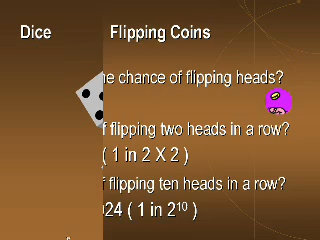 Dice Flipping Coins
he chance of flipping heads?
f flipping two heads in a row?
( 1 in 2 X 2 )
f flipping ten heads in a row?
24 ( 1 in 2¹⁰ )